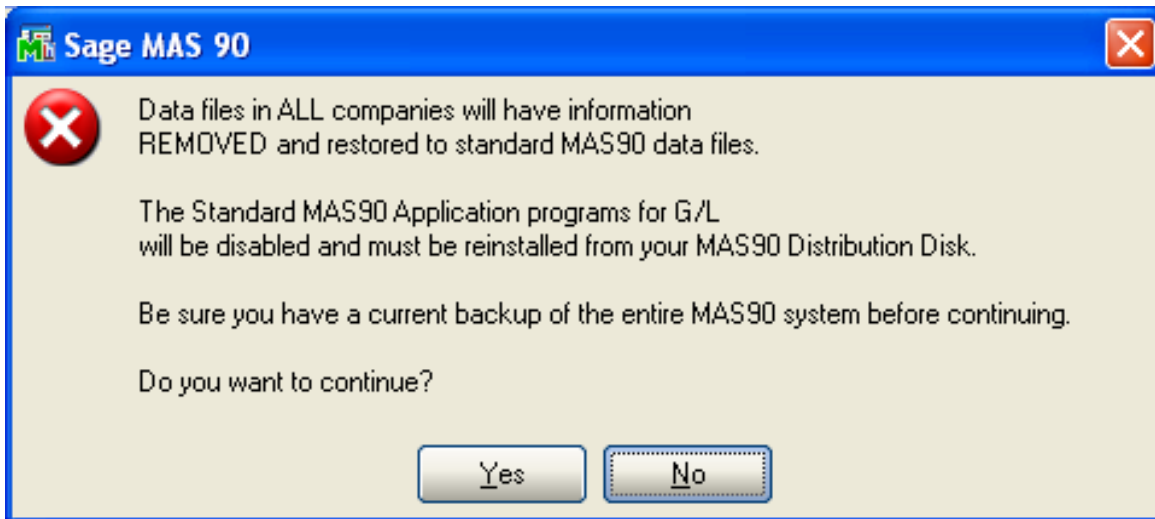 Sage MAS 90
Data files in ALL companies will have information
REMOVED and restored to standard MAS90 data files.
The Standard MAS90 Application programs for G/L
will be disabled and must be reinstalled from your MAS90 Distribution Disk.
Be sure you have a current backup of the entire MAS90 system before continuing.
Do you want to continue?
Yes
No